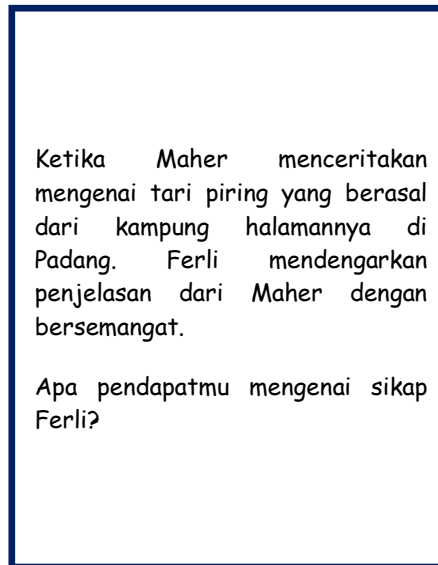 Ketika Maher menceritakan
mengenai tari piring yang berasal
dari kampung halamannya di
Padang. Ferli mendengarkan
penjelasan dari Maher dengan
bersemangat.
Apa pendapatmu mengenai sikap
Ferli?